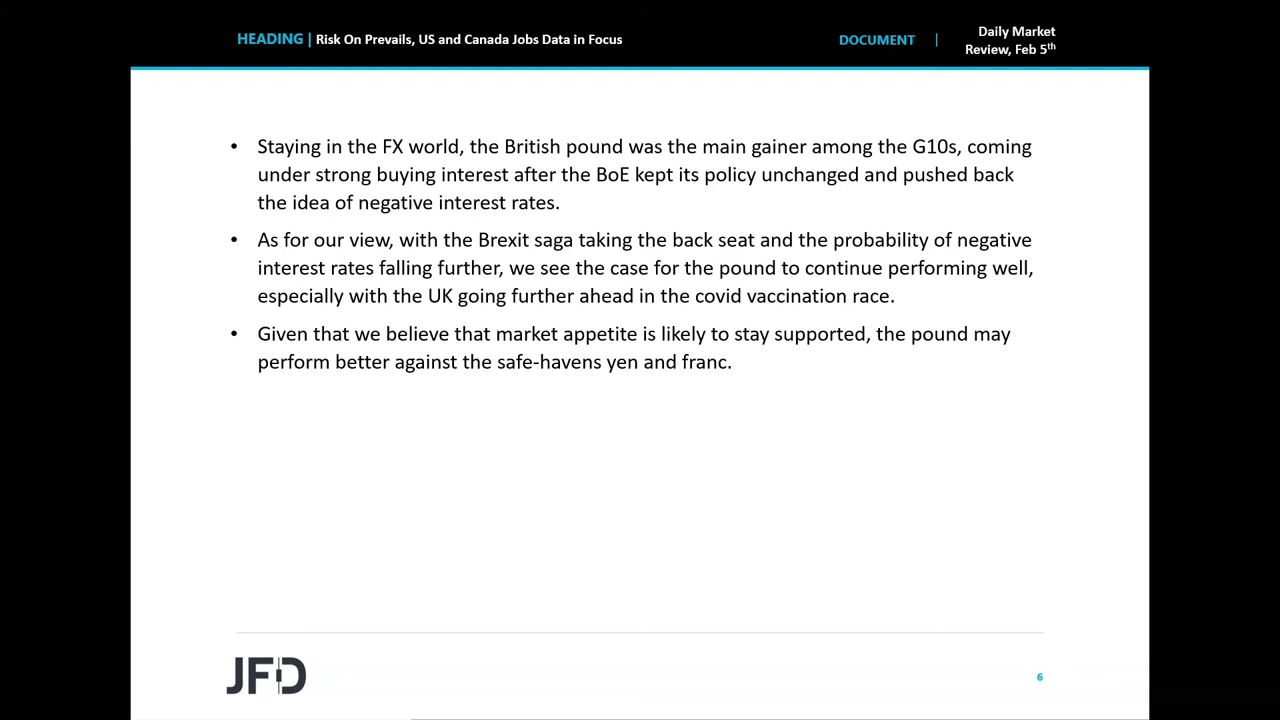 HEADING | Risk On Prevails, US and Canada Jobs Data in Focus
DOCUMENT |
Daily Market
Review, Feb 5th
• Staying in the FX world, the British pound was the main gainer among the G10s, coming
under strong buying interest after the BoE kept its policy unchanged and pushed back
the idea of negative interest rates.
• As for our view, with the Brexit saga taking the back seat and the probability of negative
interest rates falling further, we see the case for the pound to continue performing well,
especially with the UK going further ahead in the covid vaccination race.
• Given that we believe that market appetite is likely to stay supported, the pound may
perform better against the safe-havens yen and franc.
JFD
6